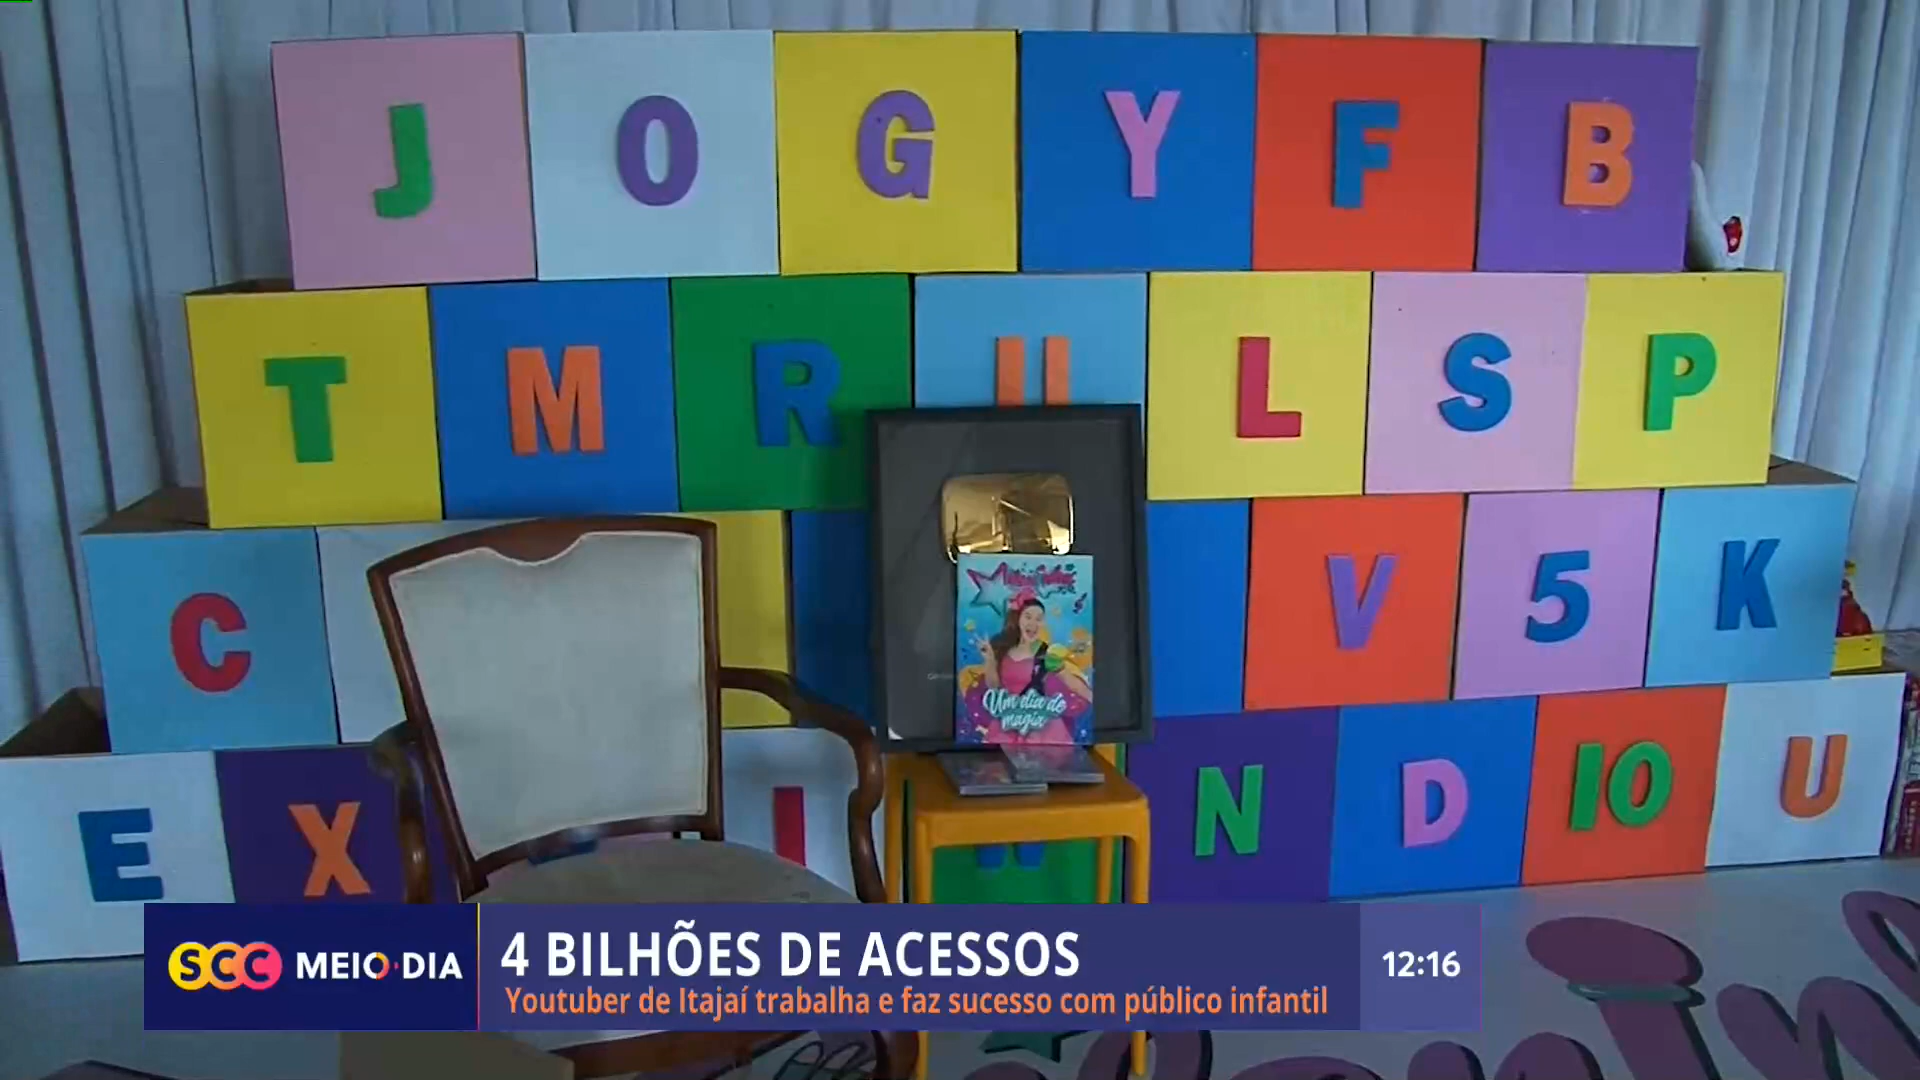 J O G Y F B
T M R L S P
C V 5 K
Um dia de
magia
E X N D 10 U
SCC MEIO DIA
4 BILHÕES DE ACESSOS
12:16
Youtuber de Itajaí trabalha e faz sucesso com público infantil